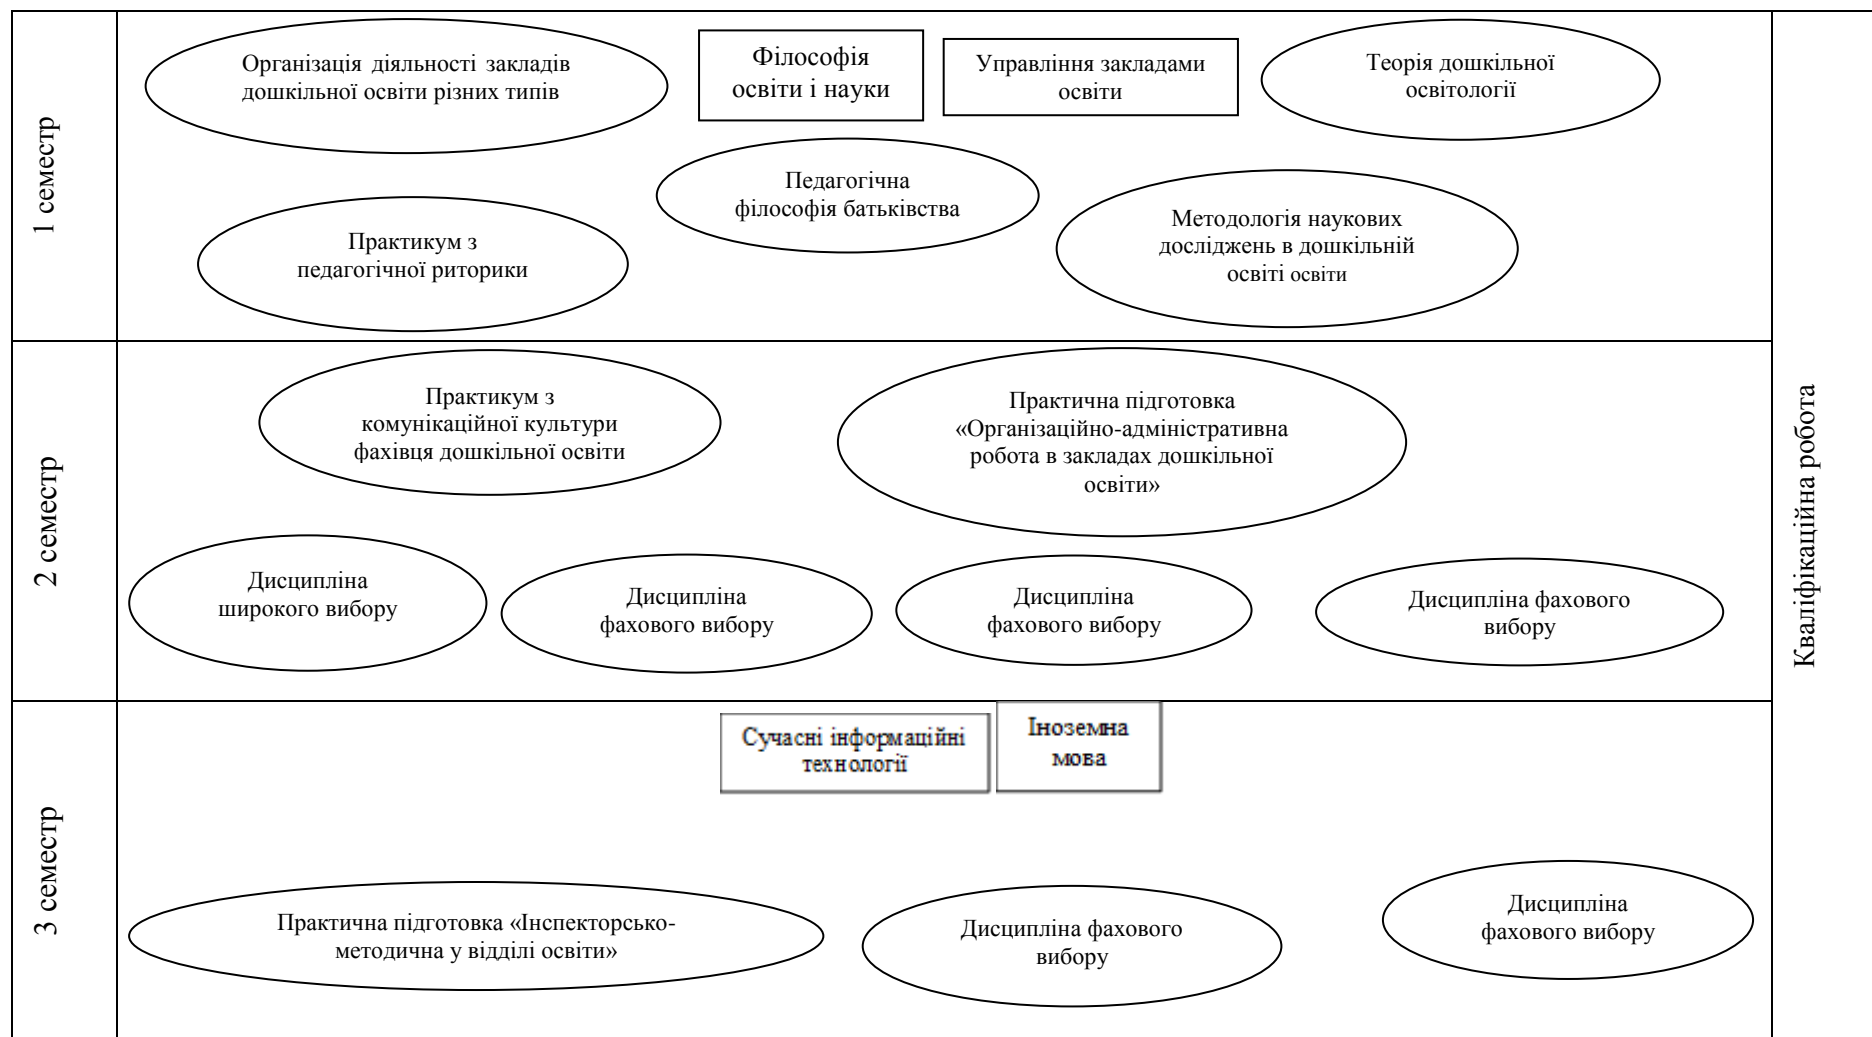 1 семестр
Організація діяльності закладів
дошкільної освіти різних типів
Філософія
освіти і науки
Управління закладами
освіти
Теорія дошкільної
освітології
Педагогічна
філософія батьківства
Практикум з
педагогічної риторики
Методологія наукових
досліджень в дошкільній
освіті освіти
2 семестр
Практикум з
комунікаційної культури
фахівця дошкільної освіти
Практична підготовка
«Організаційно-адміністративна
робота в закладах дошкільної
освіти»
Дисципліна
широкого вибору
Дисципліна
фахового вибору
Дисципліна
фахового вибору
Дисципліна фахового
вибору
3 семестр
Сучасні інформаційні
технології
Іноземна
мова
Практична підготовка «Інспекторсько-
методична у відділі освіти»
Дисципліна фахового
вибору
Дисципліна
фахового вибору
Кваліфікаційна робота